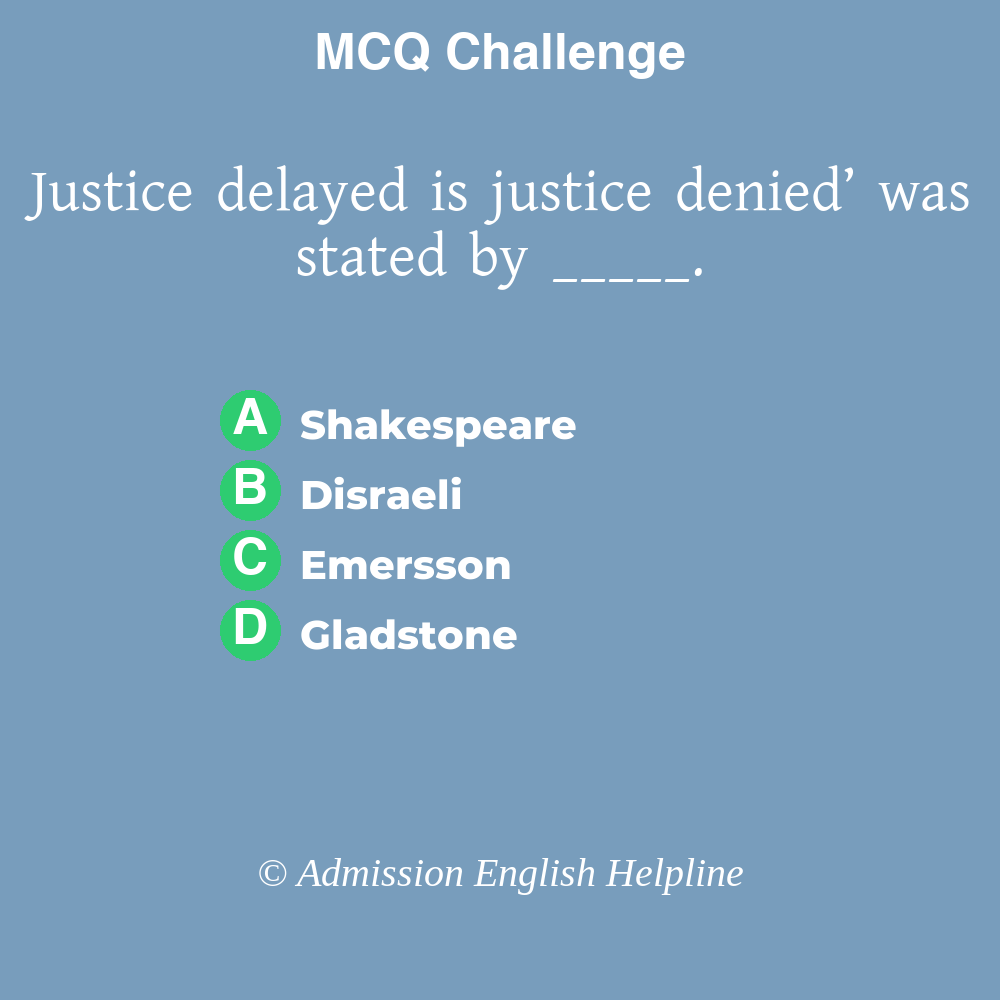 MCQ Challenge
Justice delayed is justice denied’ was
stated by _____.
A Shakespeare
B Disraeli
C Emersson
D Gladstone
© Admission English Helpline